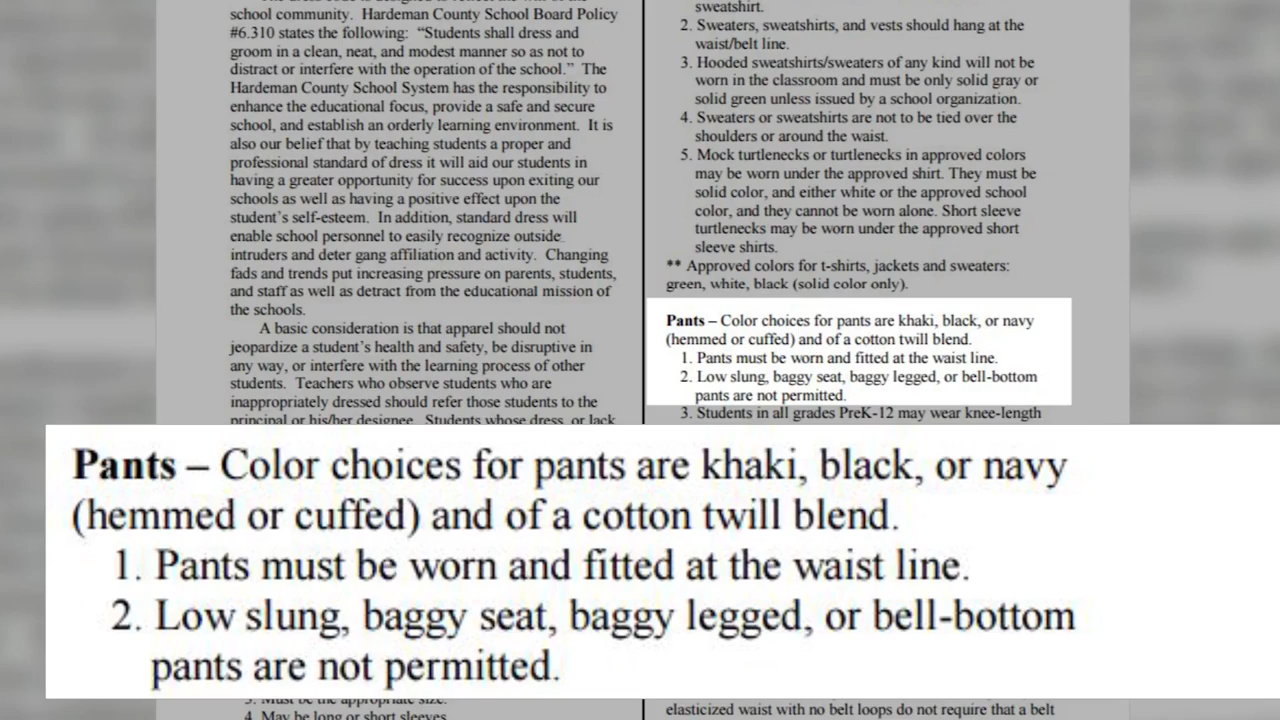 school community. Hardeman County School Board Policy
#6.310 states the following: “Students shall dress and
groom in a clean, neat, and modest manner so as not to
distract or interfere with the operation of the school.” The
Hardeman County School System has the responsibility to
enhance the educational focus, provide a safe and secure
school, and establish an orderly learning environment. It is
also our belief that by teaching students a proper and
professional standard of dress it will aid our students in
having a greater opportunity for success upon exiting our
schools as well as having a positive effect upon the
student’s self-esteem. In addition, standard dress will
enable school personnel to easily recognize outside
intruders and deter gang affiliation and activity. Changing
fads and trends put increasing pressure on parents, students,
and staff as well as detract from the educational mission of
the schools.
A basic consideration is that apparel should not
jeopardize a student’s health and safety, be disruptive in
any way, or interfere with the learning process of other
students. Teachers who observe students who are
inappropriately dressed should refer those students to the
principal or his/her designee. Students whose dress, or lack
3. Must be the appropriate size.
4. May be long or short sleeves
sweatshirt.
2. Sweaters, sweatshirts, and vests should hang at the
waist/belt line.
3. Hooded sweatshirts/sweaters of any kind will not be
worn in the classroom and must be only solid gray or
solid green unless issued by a school organization.
4. Sweaters or sweatshirts are not to be tied over the
shoulders or around the waist.
5. Mock turtlenecks or turtlenecks in approved colors
may be worn under the approved shirt. They must be
solid color, and either white or the approved school
color, and they cannot be worn alone. Short sleeve
turtlenecks may be worn under the approved short
sleeve shirts.
** Approved colors for t-shirts, jackets and sweaters:
green, white, black (solid color only).
Pants – Color choices for pants are khaki, black, or navy
(hemmed or cuffed) and of a cotton twill blend.
1. Pants must be worn and fitted at the waist line.
2. Low slung, baggy seat, baggy legged, or bell-bottom
pants are not permitted.
3. Students in all grades PreK-12 may wear knee-length
elasticized waist with no belt loops do not require that a belt
Pants – Color choices for pants are khaki, black, or navy
(hemmed or cuffed) and of a cotton twill blend.
1. Pants must be worn and fitted at the waist line.
2. Low slung, baggy seat, baggy legged, or bell-bottom
pants are not permitted.